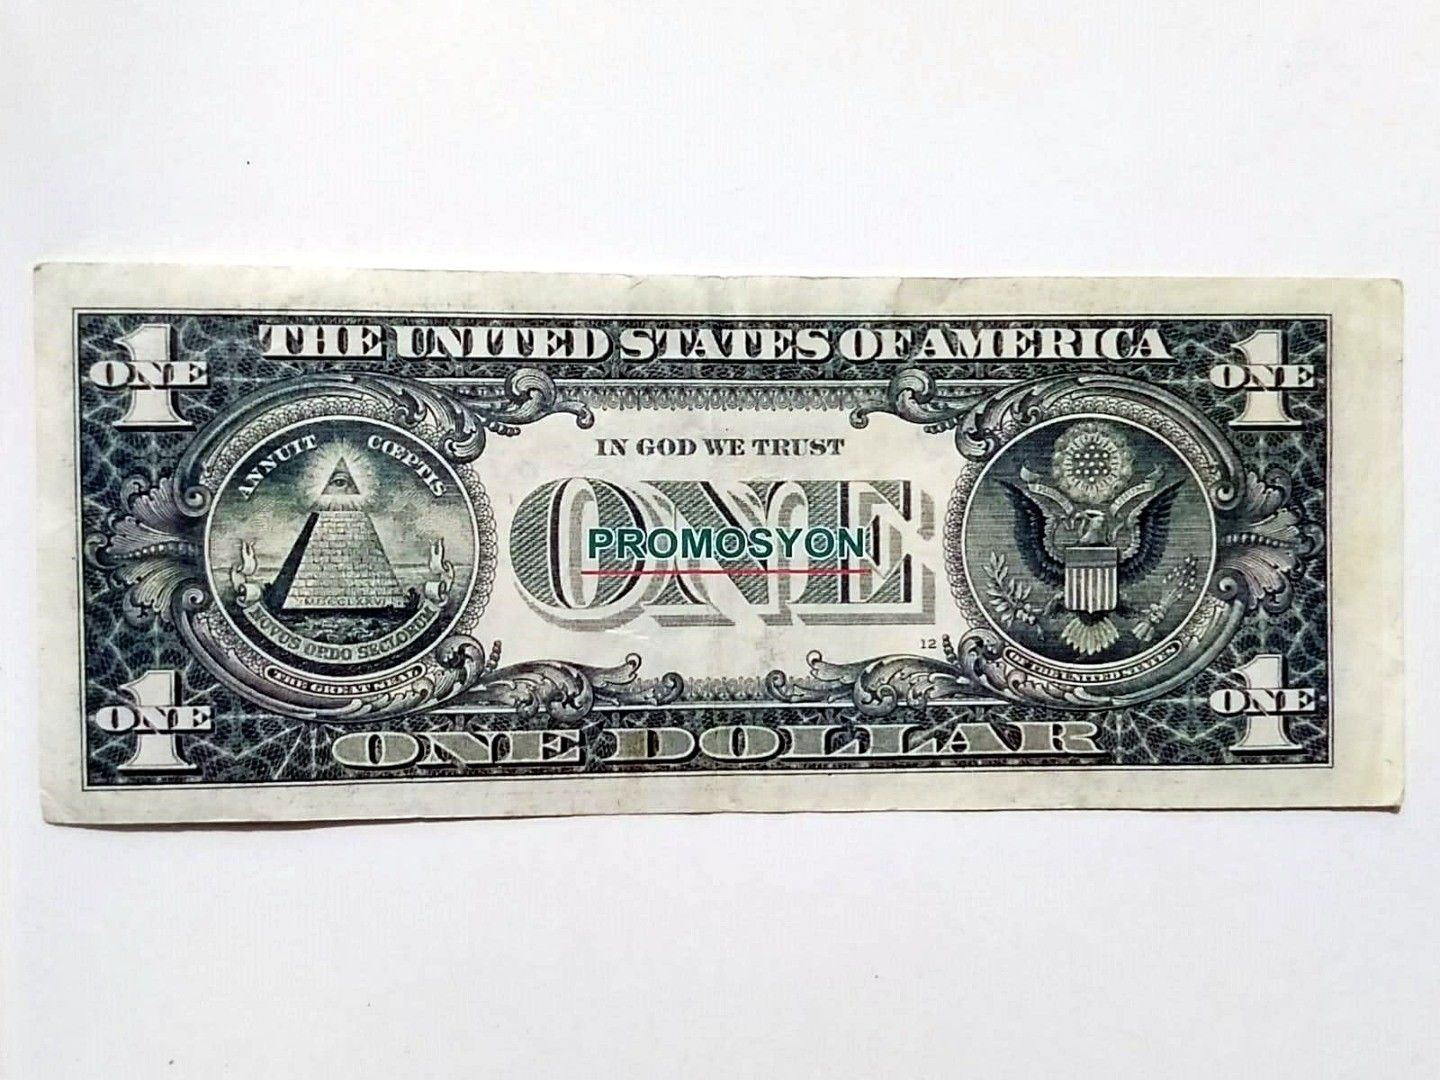 THE UNITED STATES OF AMERICA
1
ONE
1
ONE
ANNUIT CŒPTIS
IN GOD WE TRUST
ONE
PROMOSYON
MDCCLXXVI
NOVUS ORDO SECLORUM
THE GREAT SEAL
12
OF THE UNITED STATES
1
ONE
1
ONE
ONE DOLLAR